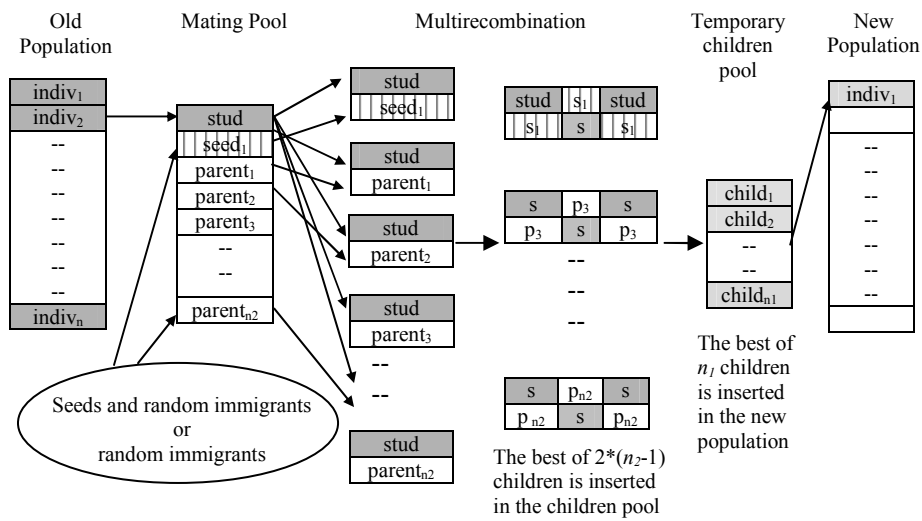 Old
Population
indiv₁
indiv₂
--
--
--
--
--
--
indivₙ
Mating Pool
stud
seed₁
parent₁
parent₂
parent₃
--
--
parentₙ₂
Seeds and random immigrants
or
random immigrants
Multirecombination
stud
seed₁
stud
parent₁
stud
parent₂
stud
parent₃
--
--
stud
parentₙ₂
stud s₁ stud
s₁ s s₁
s p₃ s
p₃ s p₃
--
--
--
s pₙ₂ s
p ₙ₂ s pₙ₂
The best of 2*(n₂-1)
children is inserted
in the children pool
Temporary
children
pool
child₁
child₂
--
--
childₙ₁
The best of
n₁ children
is inserted
in the new
population
New
Population
indiv₁
--
--
--
--
--
--